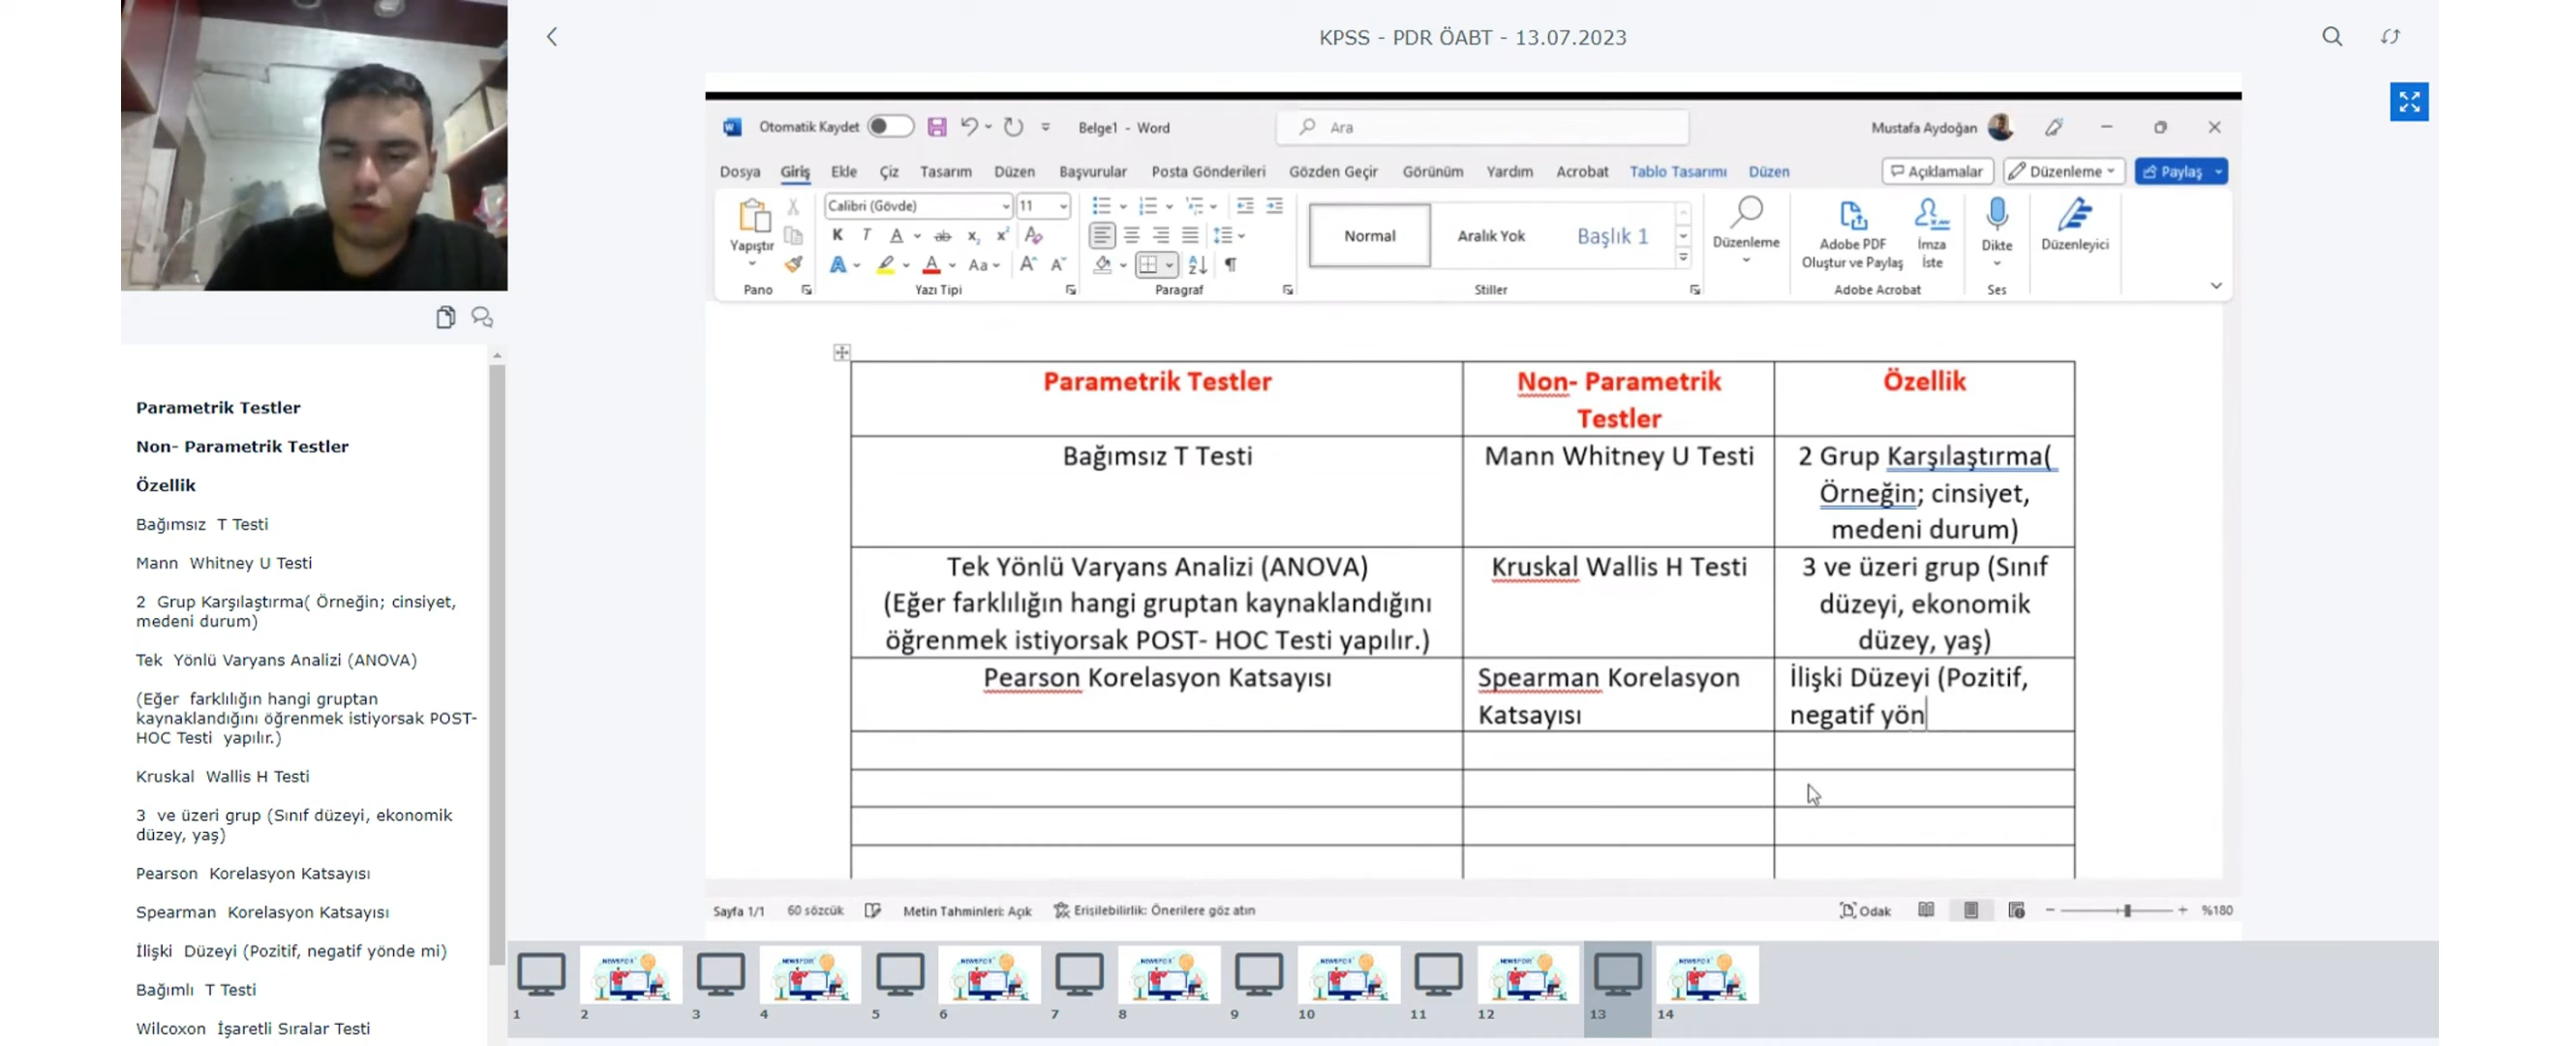 KPSS - PDR ÖABT - 13.07.2023
Otomatik Kaydet
Belge1 - Word
Ara
Mustafa Aydoğan
Dosya Giriş Ekle Çiz Tasarım Düzen Başvurular Posta Gönderileri Gözden Geçir Görünüm Yardım Acrobat Tablo Tasarımı Düzen
Açıklamalar Düzenleme Paylaş
Yapıştır
Calibri (Gövde) 11
Normal
Aralık Yok
Başlık 1
Düzenleme
Adobe PDF
Oluştur ve Paylaş
İmza
İste
Dikte
Düzenleyici
Pano Yazı Tipi Paragraf Stiller Adobe Acrobat Ses
Parametrik Testler
Non- Parametrik
Testler
Özellik
Bağımsız T Testi
Mann Whitney U Testi
2 Grup Karşılaştırma(
Örneğin; cinsiyet,
medeni durum)
Tek Yönlü Varyans Analizi (ANOVA)
(Eğer farklılığın hangi gruptan kaynaklandığını
öğrenmek istiyorsak POST- HOC Testi yapılır.)
Kruskal Wallis H Testi
3 ve üzeri grup (Sınıf
düzeyi, ekonomik
düzey, yaş)
Pearson Korelasyon Katsayısı
Spearman Korelasyon
Katsayısı
İlişki Düzeyi (Pozitif,
negatif yön
Sayfa 1/1 60 sözcük Metin Tahminleri: Açık Erişilebilirlik: Önerilere göz atın
Odak
%180
Parametrik Testler
Non- Parametrik Testler
Özellik
Bağımsız T Testi
Mann Whitney U Testi
2 Grup Karşılaştırma( Örneğin; cinsiyet,
medeni durum)
Tek Yönlü Varyans Analizi (ANOVA)
(Eğer farklılığın hangi gruptan
kaynaklandığını öğrenmek istiyorsak POST-
HOC Testi yapılır.)
Kruskal Wallis H Testi
3 ve üzeri grup (Sınıf düzeyi, ekonomik
düzey, yaş)
Pearson Korelasyon Katsayısı
Spearman Korelasyon Katsayısı
İlişki Düzeyi (Pozitif, negatif yönde mi)
Bağımlı T Testi
Wilcoxon İşaretli Sıralar Testi
1 2 3 4 5 6 7 8 9 10 11 12 13 14